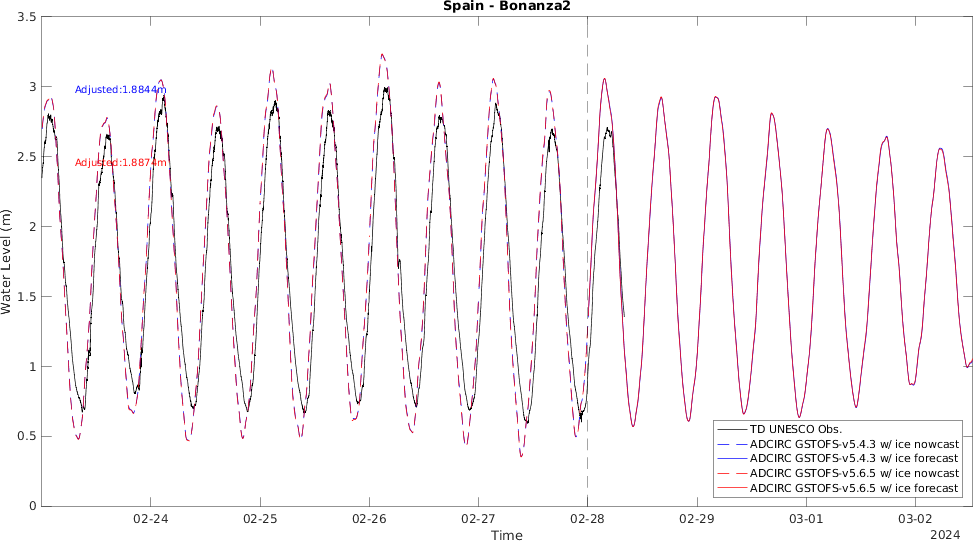 Spain - Bonanza2
3.5
3
2.5
2
1.5
1
0.5
0
Water Level (m)
Adjusted:1.8844m
Adjusted:1.8874m
TD UNESCO Obs.
ADCIRC GSTOFS-v5.4.3 w/ ice nowcast
ADCIRC GSTOFS-v5.4.3 w/ ice forecast
ADCIRC GSTOFS-v5.6.5 w/ ice nowcast
ADCIRC GSTOFS-v5.6.5 w/ ice forecast
02-24 02-25 02-26 02-27 02-28 02-29 03-01 03-02
Time
2024